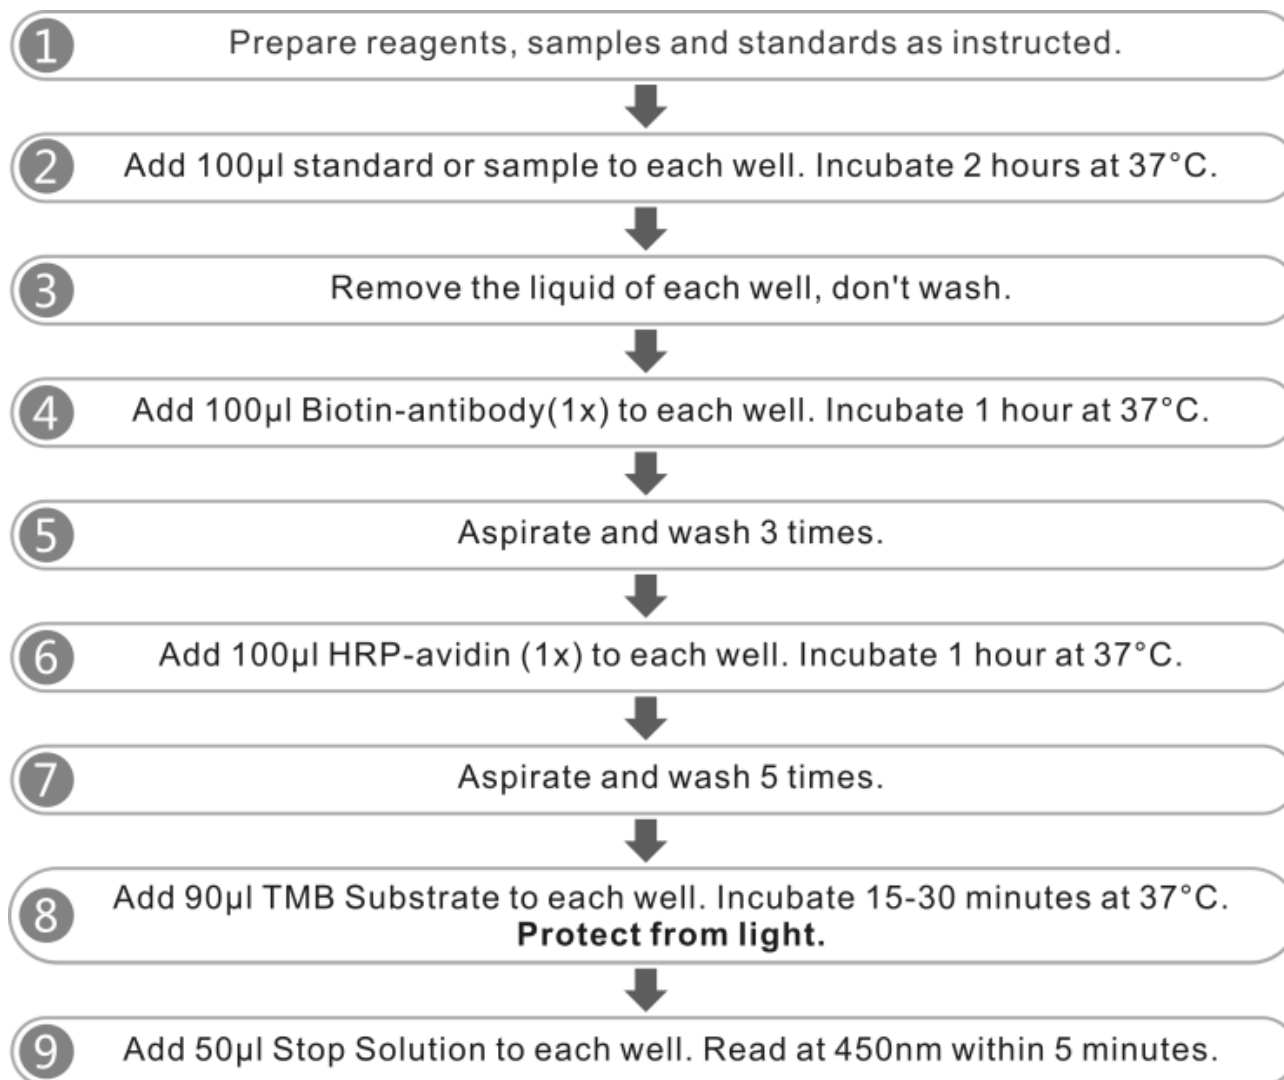 1 Prepare reagents, samples and standards as instructed.
2 Add 100µl standard or sample to each well. Incubate 2 hours at 37°C.
3 Remove the liquid of each well, don't wash.
4 Add 100µl Biotin-antibody(1x) to each well. Incubate 1 hour at 37°C.
5 Aspirate and wash 3 times.
6 Add 100µl HRP-avidin (1x) to each well. Incubate 1 hour at 37°C.
7 Aspirate and wash 5 times.
8 Add 90µl TMB Substrate to each well. Incubate 15-30 minutes at 37°C.
Protect from light.
9 Add 50µl Stop Solution to each well. Read at 450nm within 5 minutes.